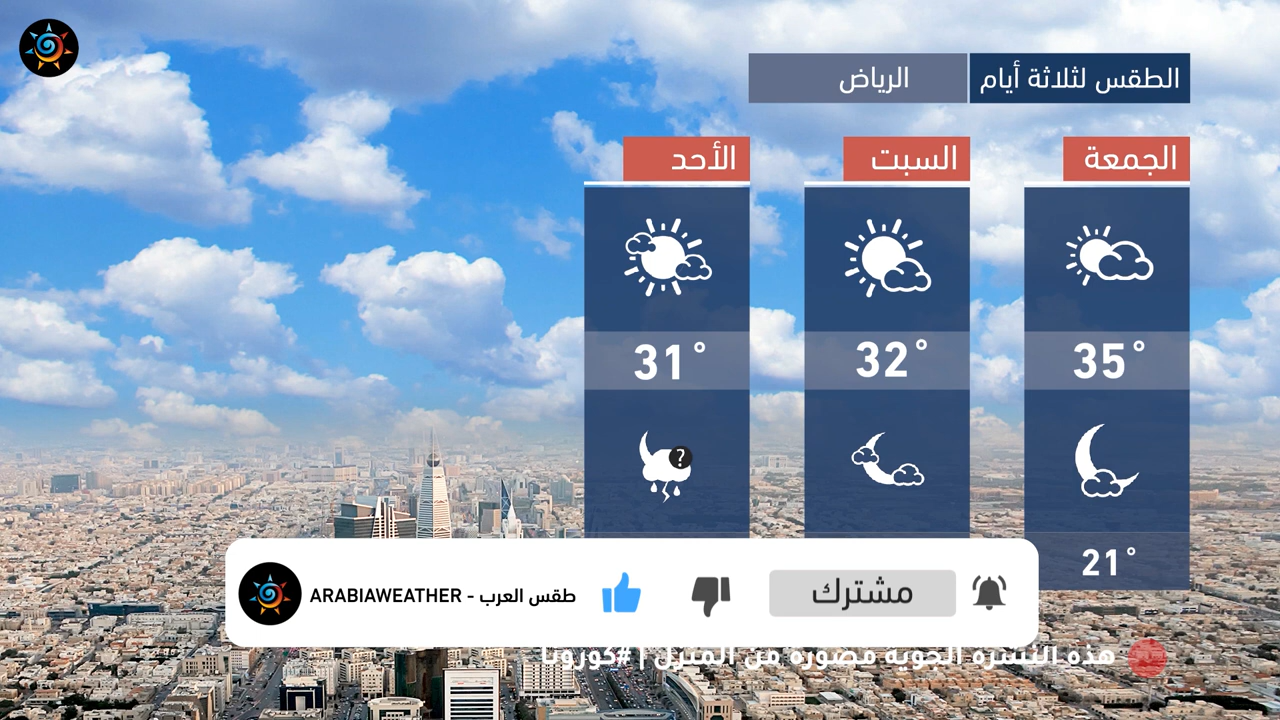 الطقس لثلاثة أيام
الرياض
الجمعة
السبت
الأحد
35°
32°
31°
?
21°
ARABIAWEATHER - طقس العرب
مشترك
هذه النشرة الجوية مصورة من المنزل | #كورونا